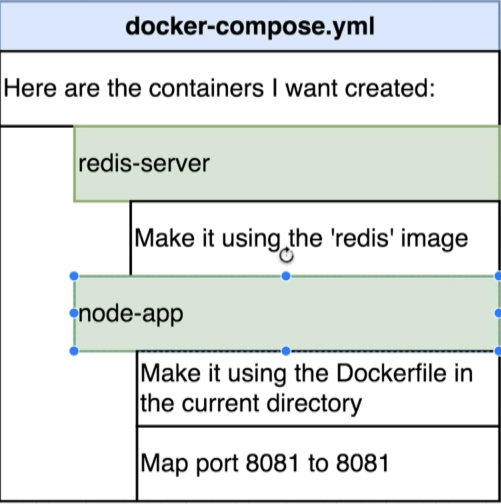 docker-compose.yml
Here are the containers I want created:
redis-server
Make it using the 'redis' image
node-app
Make it using the Dockerfile in
the current directory
Map port 8081 to 8081